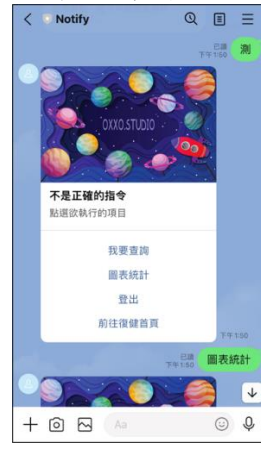 Notify
已讀
下午1:50
測
OXXO.STUDIO
不是正確的指令
點選欲執行的項目
我要查詢
圖表統計
登出
前往復健首頁
下午1:50
已讀
下午1:50
圖表統計
Aa